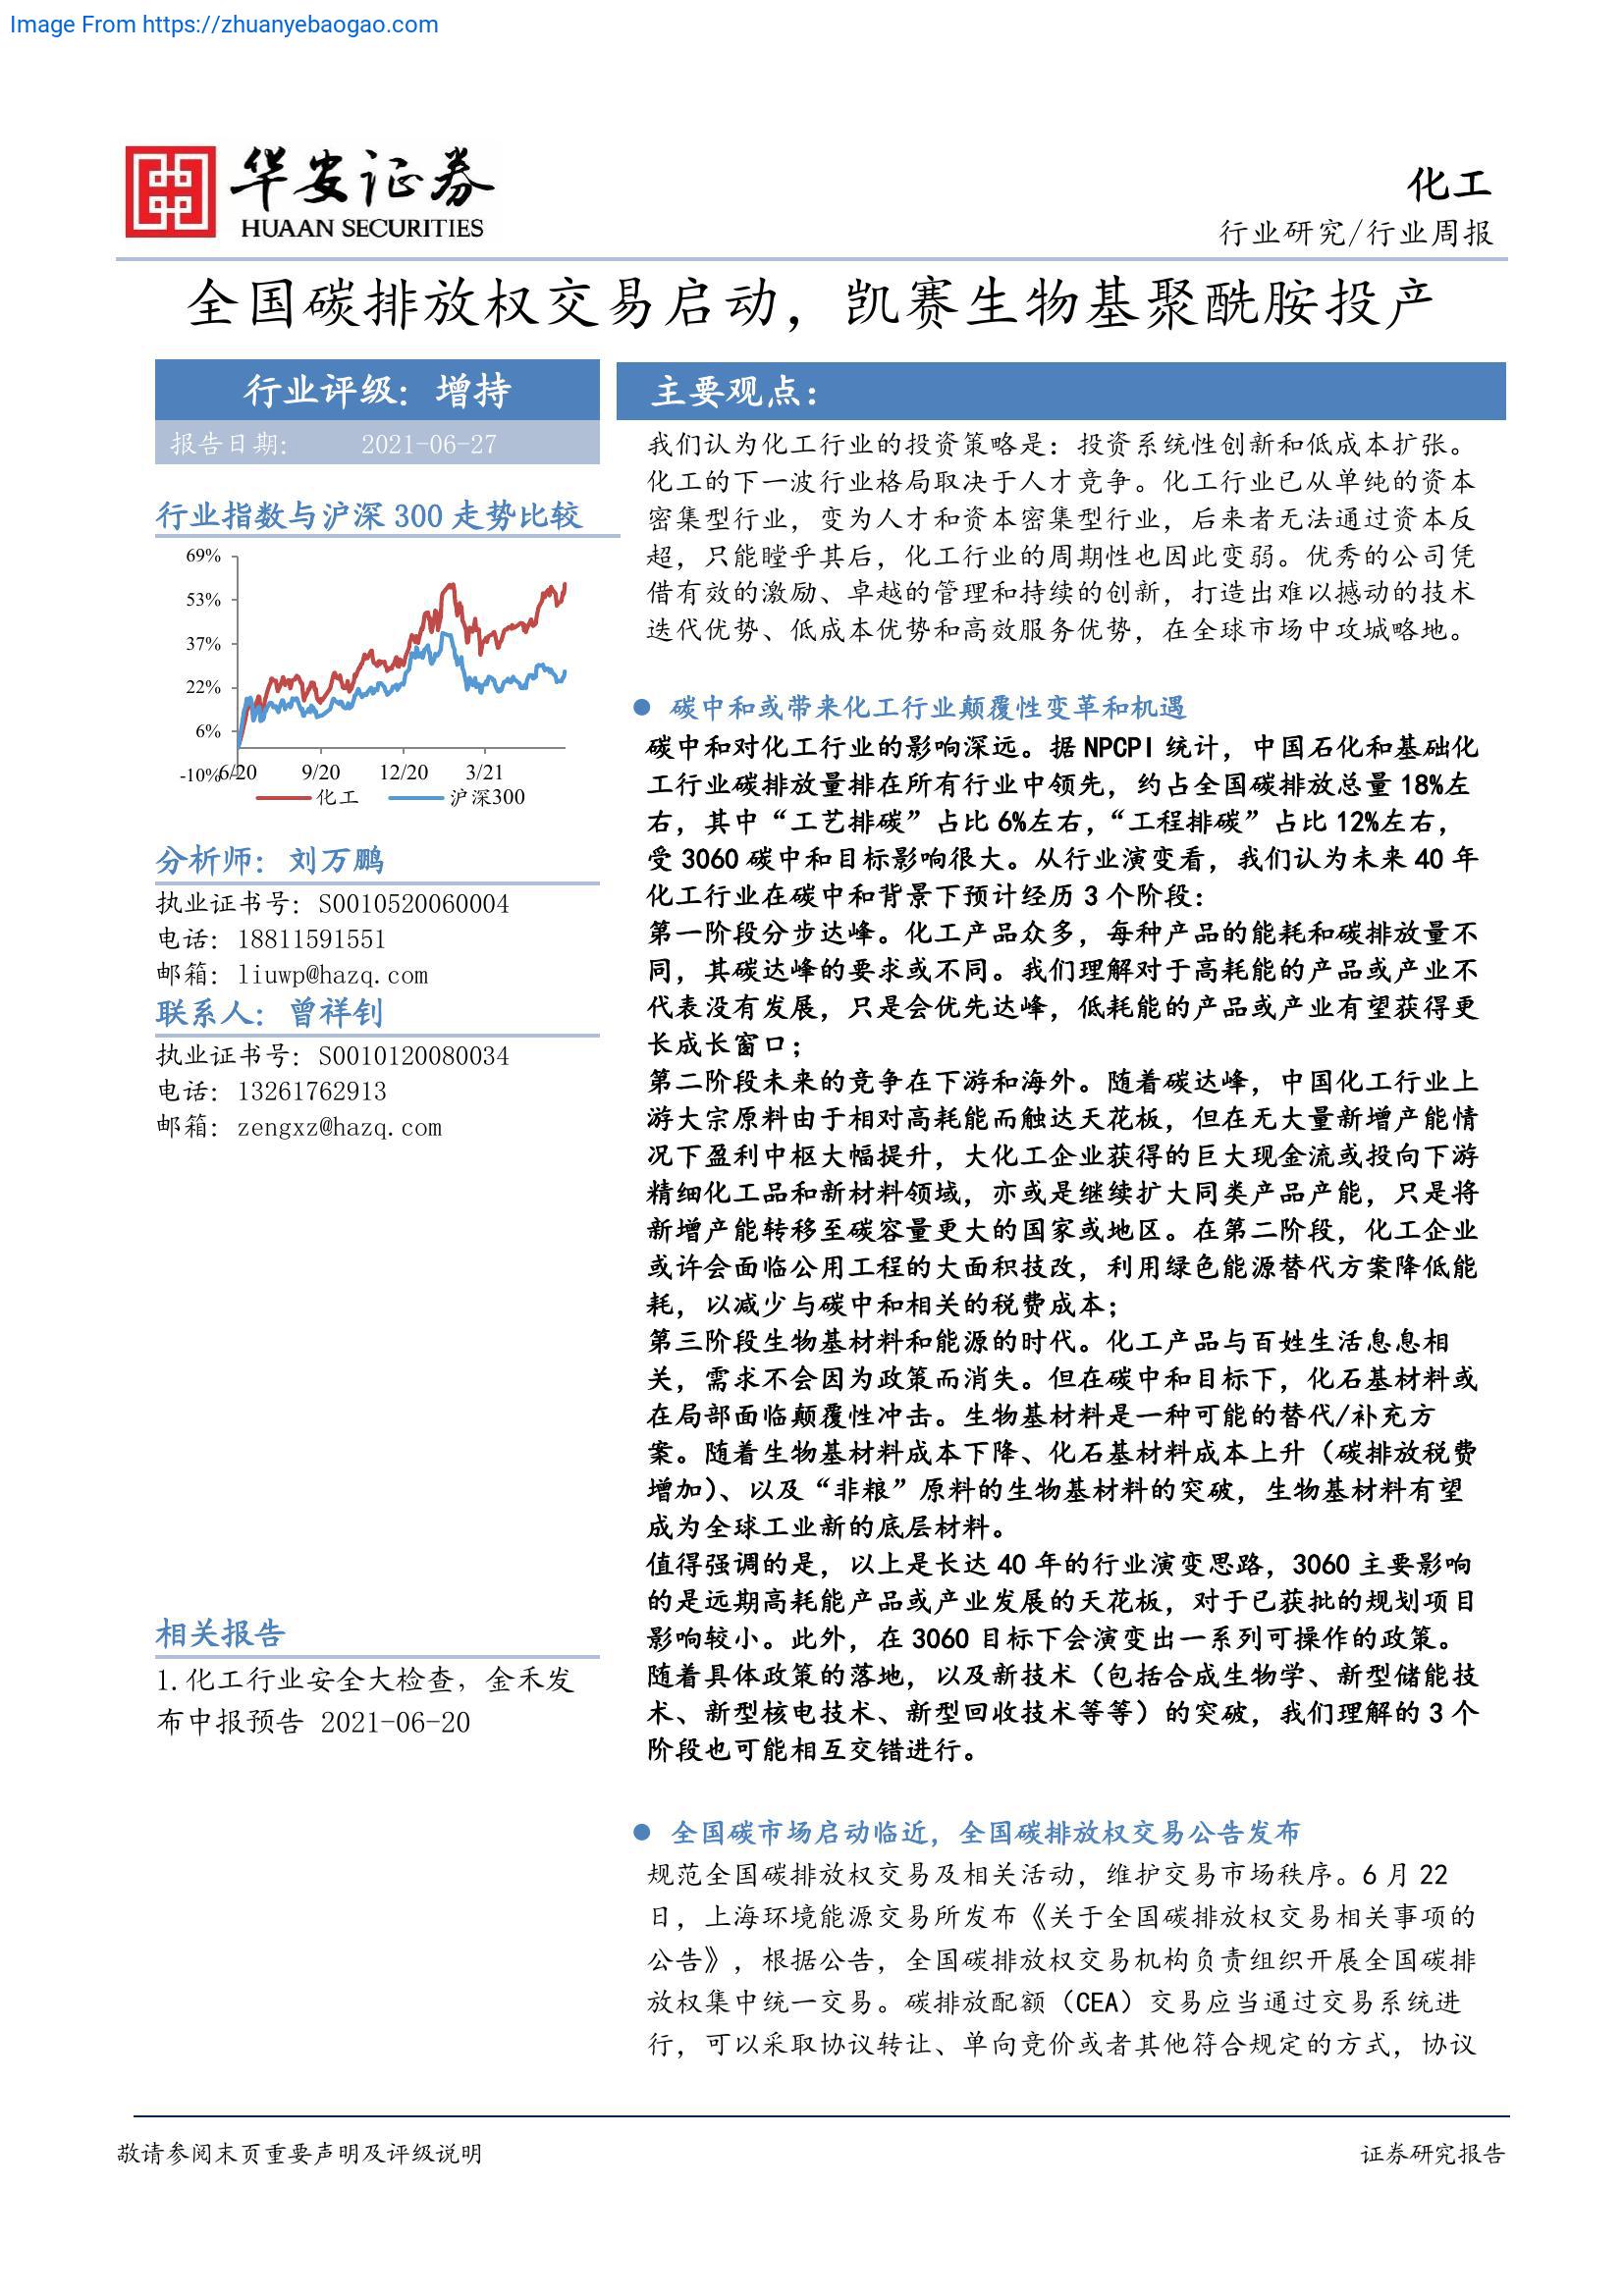 Image From https://zhuanyebaogao.com
华安证券
HUAAN SECURITIES
化工
行业研究/行业周报
全国碳排放权交易启动，凯赛生物基聚酰胺投产
行业评级：增持
报告日期： 2021-06-27
行业指数与沪深 300 走势比较
69%
53%
37%
22%
6%
-10%
6/20 9/20 12/20 3/21
化工 沪深300
分析师：刘万鹏
执业证书号：S0010520060004
电话：18811591551
邮箱：liuwp@hazq.com
联系人：曾祥钊
执业证书号：S0010120080034
电话：13261762913
邮箱：zengxz@hazq.com
相关报告
1.化工行业安全大检查，金禾发
布中报预告 2021-06-20
主要观点：
我们认为化工行业的投资策略是：投资系统性创新和低成本扩张。
化工的下一波行业格局取决于人才竞争。化工行业已从单纯的资本
密集型行业，变为人才和资本密集型行业，后来者无法通过资本反
超，只能瞠乎其后，化工行业的周期性也因此变弱。优秀的公司凭
借有效的激励、卓越的管理和持续的创新，打造出难以撼动的技术
迭代优势、低成本优势和高效服务优势，在全球市场中攻城略地。
● 碳中和或带来化工行业颠覆性变革和机遇
碳中和对化工行业的影响深远。据 NPCPI 统计，中国石化和基础化
工行业碳排放量排在所有行业中领先，约占全国碳排放总量 18%左
右，其中“工艺排碳”占比 6%左右，“工程排碳”占比 12%左右，
受 3060 碳中和目标影响很大。从行业演变看，我们认为未来 40 年
化工行业在碳中和背景下预计经历 3 个阶段：
第一阶段分步达峰。化工产品众多，每种产品的能耗和碳排放量不
同，其碳达峰的要求或不同。我们理解对于高耗能的产品或产业不
代表没有发展，只是会优先达峰，低耗能的产品或产业有望获得更
长成长窗口；
第二阶段未来的竞争在下游和海外。随着碳达峰，中国化工行业上
游大宗原料由于相对高耗能而触达天花板，但在无大量新增产能情
况下盈利中枢大幅提升，大化工企业获得的巨大现金流或投向下游
精细化工品和新材料领域，亦或是继续扩大同类产品产能，只是将
新增产能转移至碳容量更大的国家或地区。在第二阶段，化工企业
或许会面临公用工程的大面积技改，利用绿色能源替代方案降低能
耗，以减少与碳中和相关的税费成本；
第三阶段生物基材料和能源的时代。化工产品与百姓生活息息相
关，需求不会因为政策而消失。但在碳中和目标下，化石基材料或
在局部面临颠覆性冲击。生物基材料是一种可能的替代/补充方
案。随着生物基材料成本下降、化石基材料成本上升（碳排放税费
增加）、以及“非粮”原料的生物基材料的突破，生物基材料有望
成为全球工业新的底层材料。
值得强调的是，以上是长达 40 年的行业演变思路，3060 主要影响
的是远期高耗能产品或产业发展的天花板，对于已获批的规划项目
影响较小。此外，在 3060 目标下会演变出一系列可操作的政策。
随着具体政策的落地，以及新技术（包括合成生物学、新型储能技
术、新型核电技术、新型回收技术等等）的突破，我们理解的 3 个
阶段也可能相互交错进行。
● 全国碳市场启动临近，全国碳排放权交易公告发布
规范全国碳排放权交易及相关活动，维护交易市场秩序。6 月 22
日，上海环境能源交易所发布《关于全国碳排放权交易相关事项的
公告》，根据公告，全国碳排放权交易机构负责组织开展全国碳排
放权集中统一交易。碳排放配额（CEA）交易应当通过交易系统进
行，可以采取协议转让、单向竞价或者其他符合规定的方式，协议
敬请参阅末页重要声明及评级说明
证券研究报告